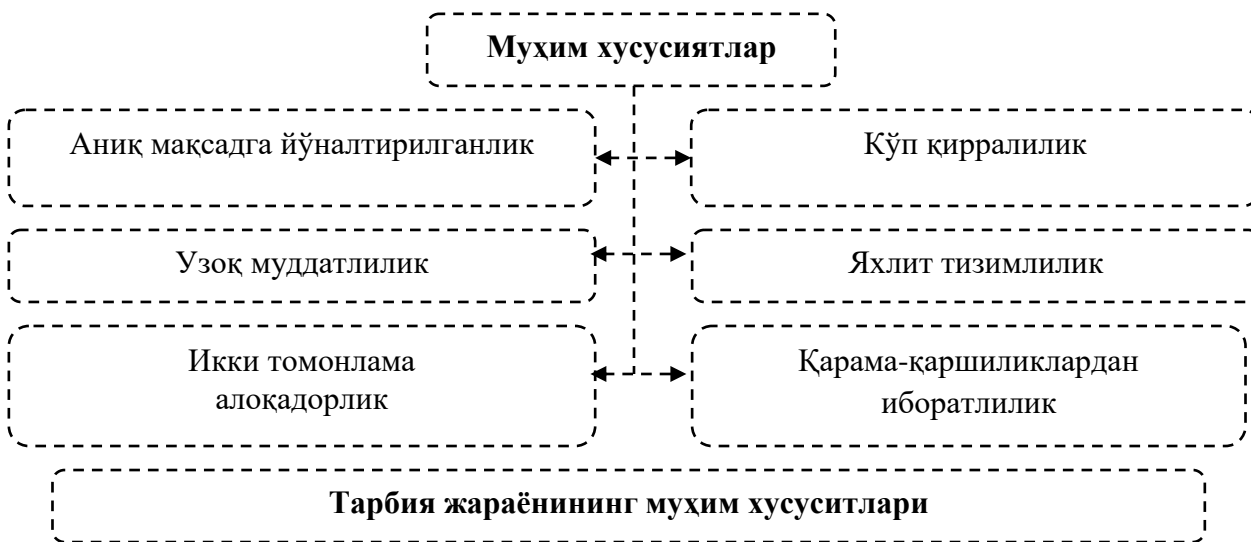 Муҳим хусусиятлар
Аниқ мақсадга йўналтирилганлик
Кўп қирралилик
Узоқ муддатлилик
Яхлит тизимлилик
Икки томонлама
алоқадорлик
Қарама-қаршиликлардан
иборатлилик
Тарбия жараёнининг муҳим хусуситлари